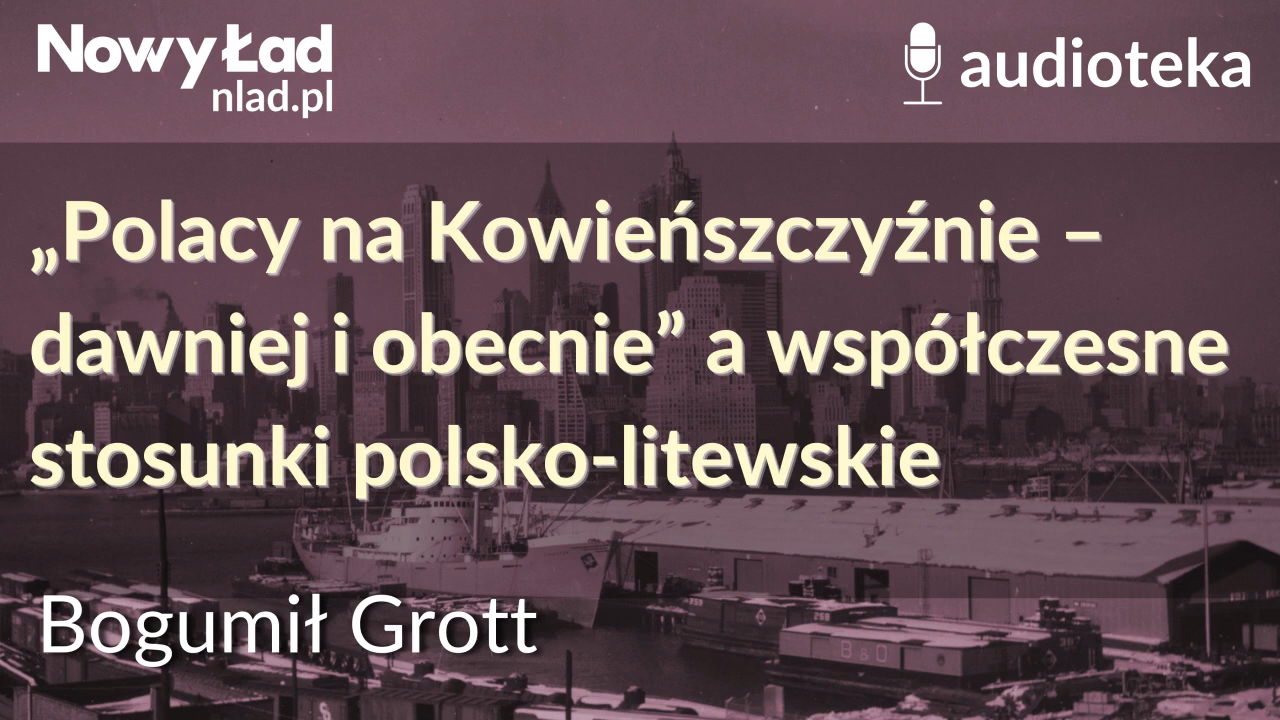 Nowy Ład
nlad.pl
audioteka
„Polacy na Kowieńszczyźnie –
dawniej i obecnie” a współczesne
stosunki polsko-litewskie
Bogumił Grott
B & O